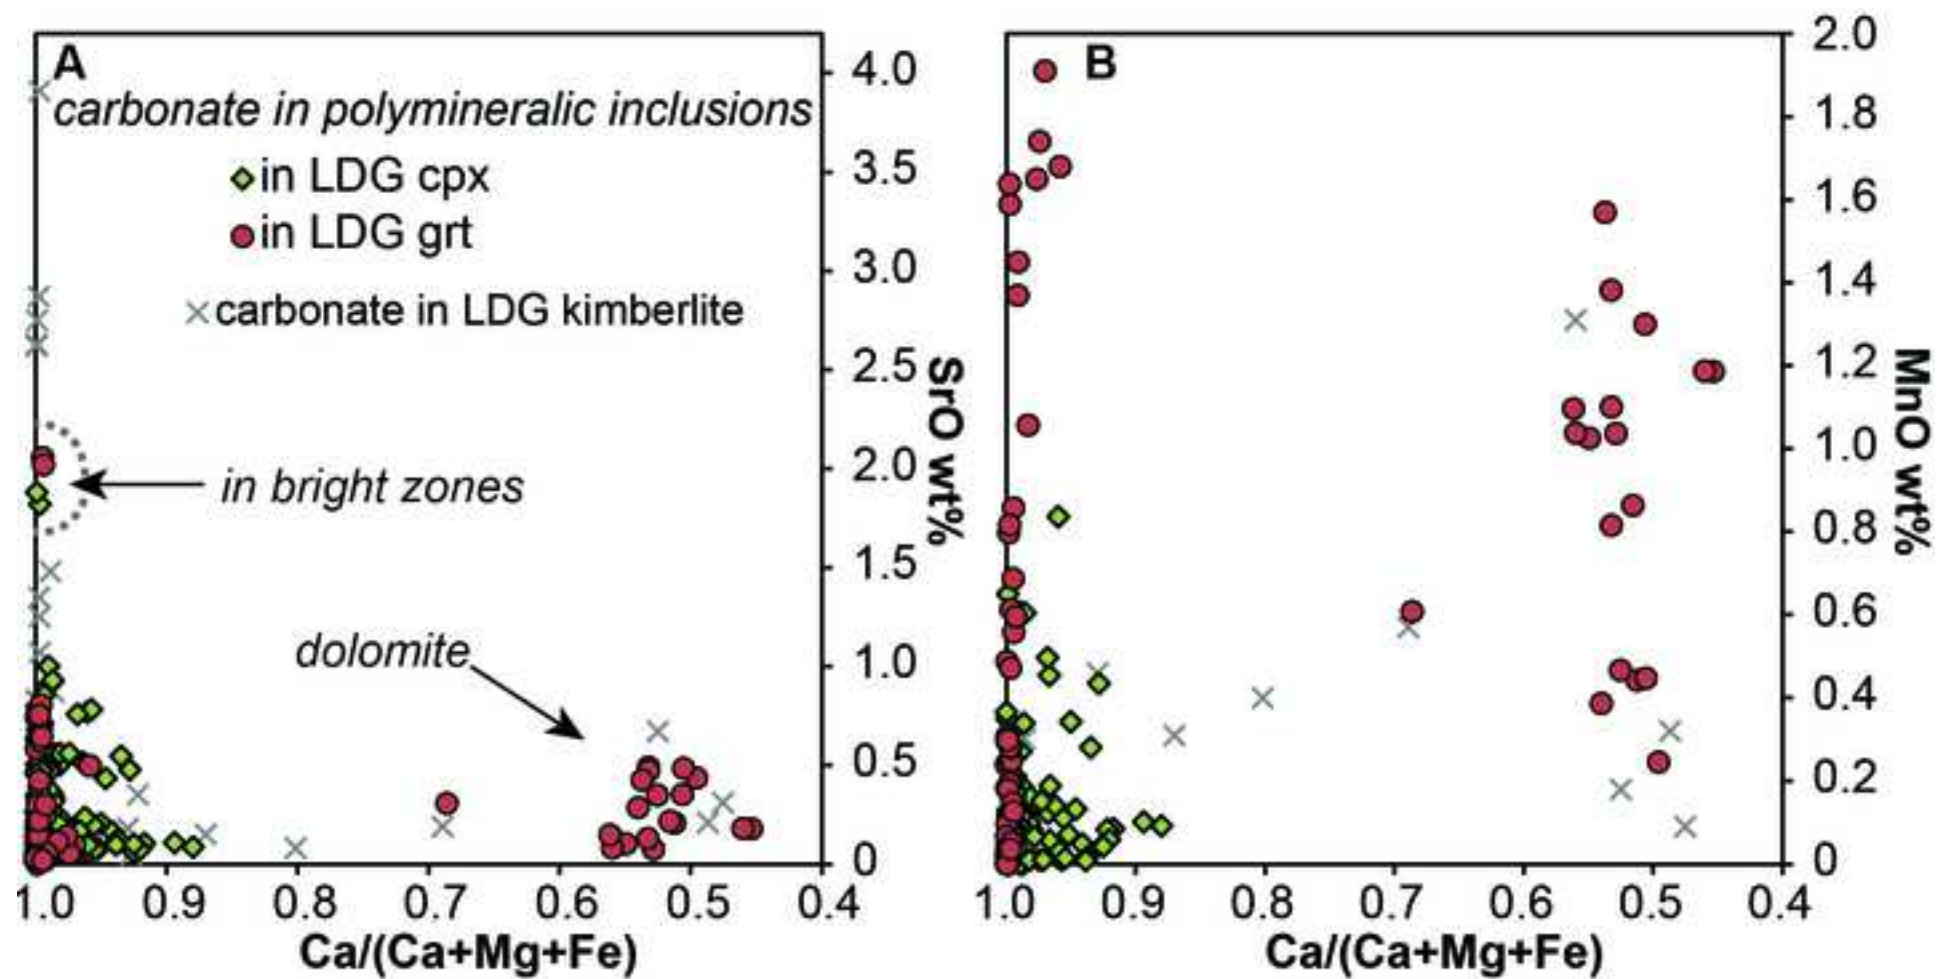 A
carbonate in polymineralic inclusions
in LDG cpx
in LDG grt
carbonate in LDG kimberlite
in bright zones
dolomite
4.0
3.5
3.0
2.5
2.0
1.5
1.0
0.5
0
SrO wt%
1.0 0.9 0.8 0.7 0.6 0.5 0.4
Ca/(Ca+Mg+Fe)
B
2.0
1.8
1.6
1.4
1.2
1.0
0.8
0.6
0.4
0.2
0
MnO wt%
1.0 0.9 0.8 0.7 0.6 0.5 0.4
Ca/(Ca+Mg+Fe)